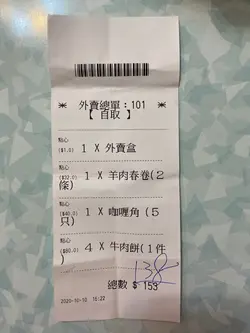 外賣總單：101
【 自取 】
點心
($1.0) 1 X 外賣盒
點心
($32.0) 1 X 羊肉春卷(2
條)
點心
($40.0) 1 X 咖喱角 (5
只)
點心
($80.0) 4 X 牛肉餅(1件
)
138
總數 $ 153
2020-10-10 15:22